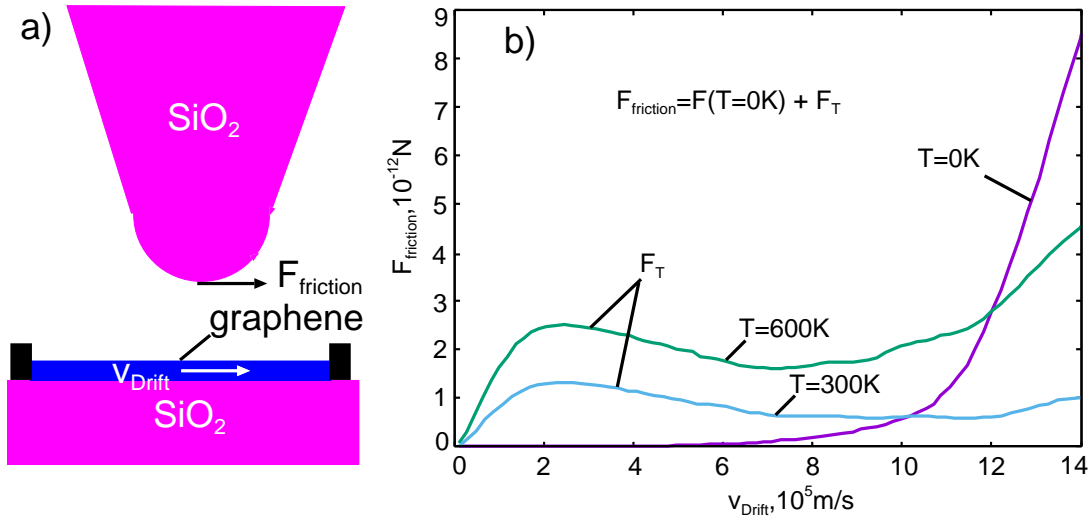 a)
SiO2
Ffriction
graphene
vDrift
SiO2
b)
Ffriction=F(T=0K) + FT
T=0K
FT
T=600K
T=300K
Ffriction,10-12N
9
8
7
6
5
4
3
2
1
0
0 2 4 6 8 10 12 14
vDrift,105m/s